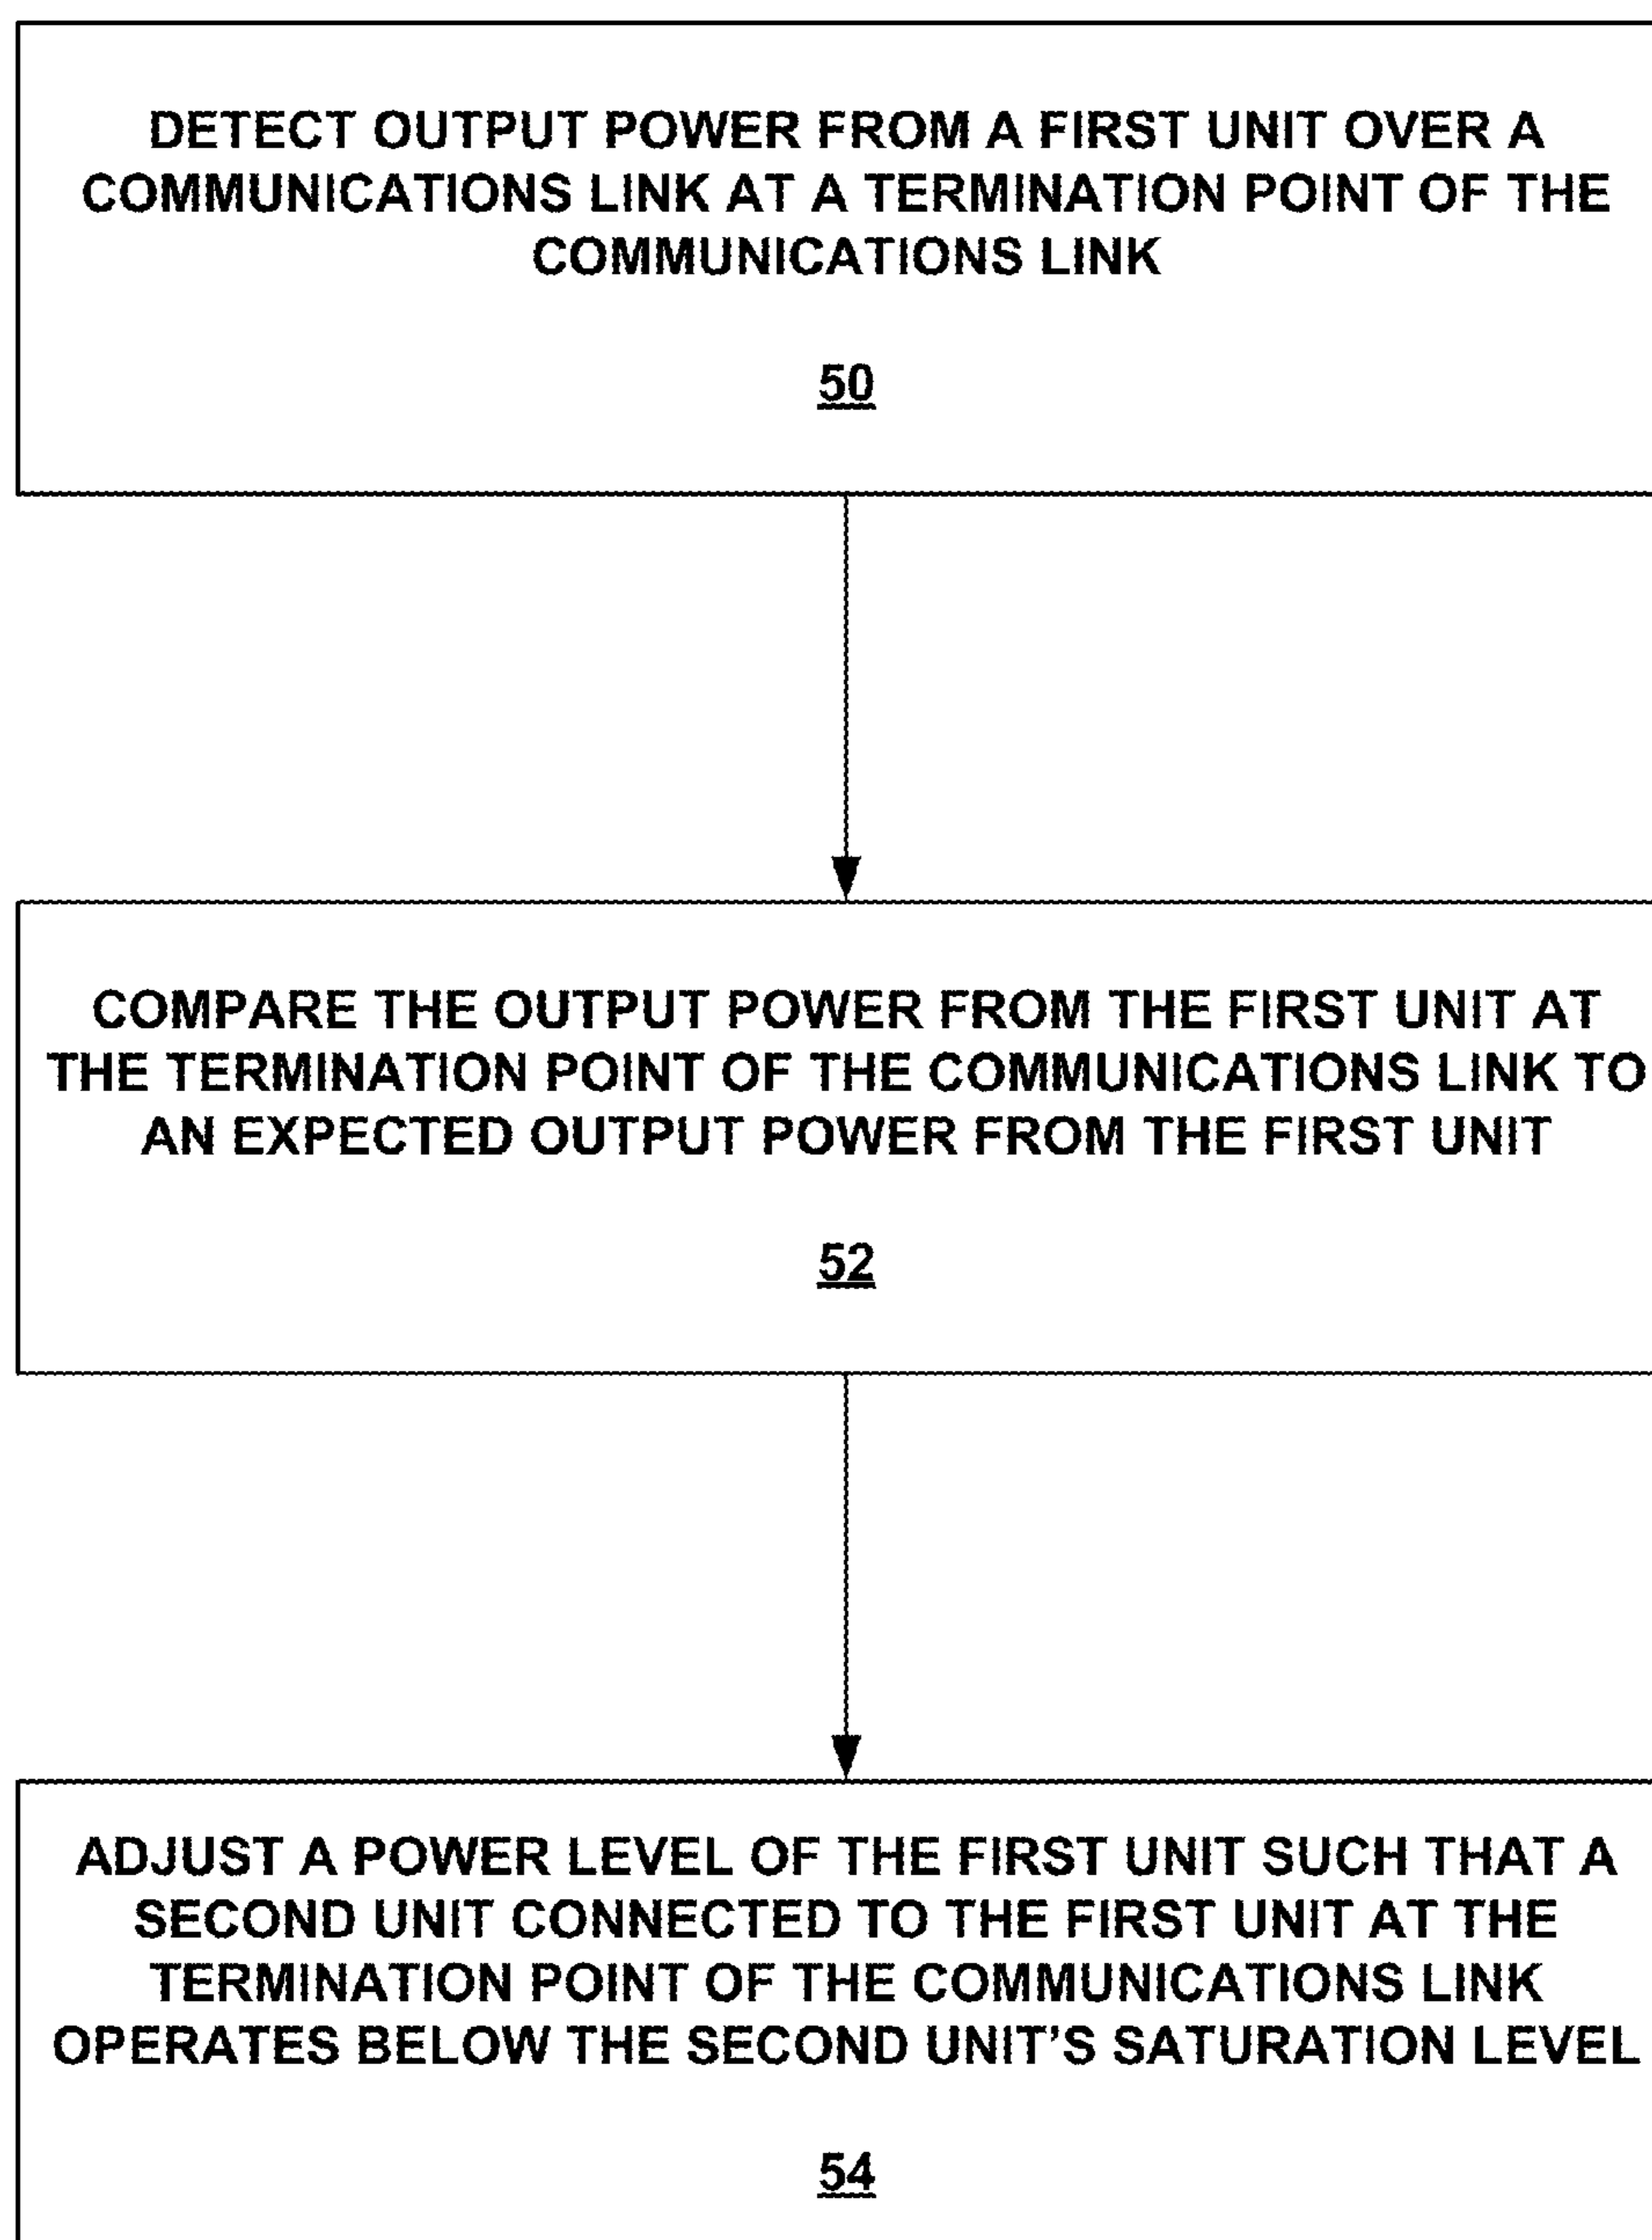 DETECT OUTPUT POWER FROM A FIRST UNIT OVER A
COMMUNICATIONS LINK AT A TERMINATION POINT OF THE
COMMUNICATIONS LINK
50
COMPARE THE OUTPUT POWER FROM THE FIRST UNIT AT
THE TERMINATION POINT OF THE COMMUNICATIONS LINK TO
AN EXPECTED OUTPUT POWER FROM THE FIRST UNIT
52
ADJUST A POWER LEVEL OF THE FIRST UNIT SUCH THAT A
SECOND UNIT CONNECTED TO THE FIRST UNIT AT THE
TERMINATION POINT OF THE COMMUNICATIONS LINK
OPERATES BELOW THE SECOND UNIT'S SATURATION LEVEL
54